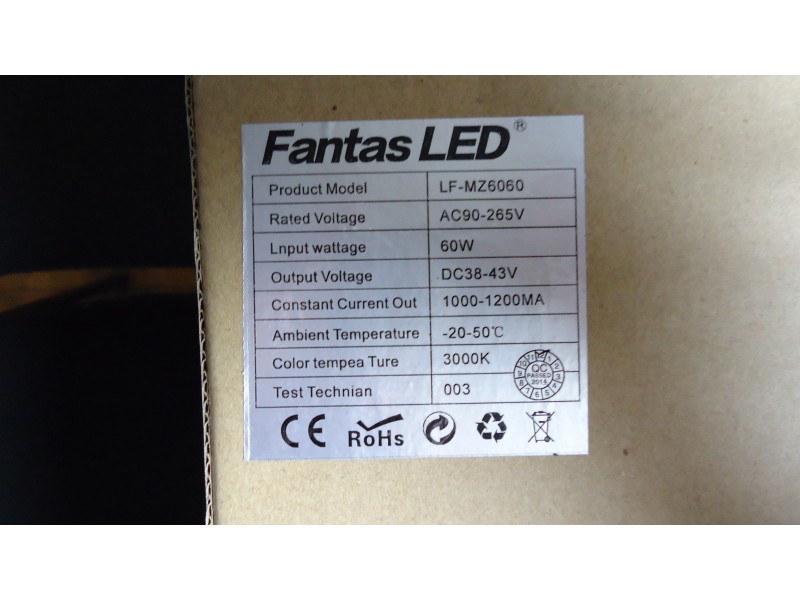 Fantas LED®
Product Model LF-MZ6060
Rated Voltage AC90-265V
Lnput wattage 60W
Output Voltage DC38-43V
Constant Current Out 1000-1200MA
Ambient Temperature -20-50℃
Color tempea Ture 3000K
Test Technian 003
QC
PASSED
2014
CE RoHS